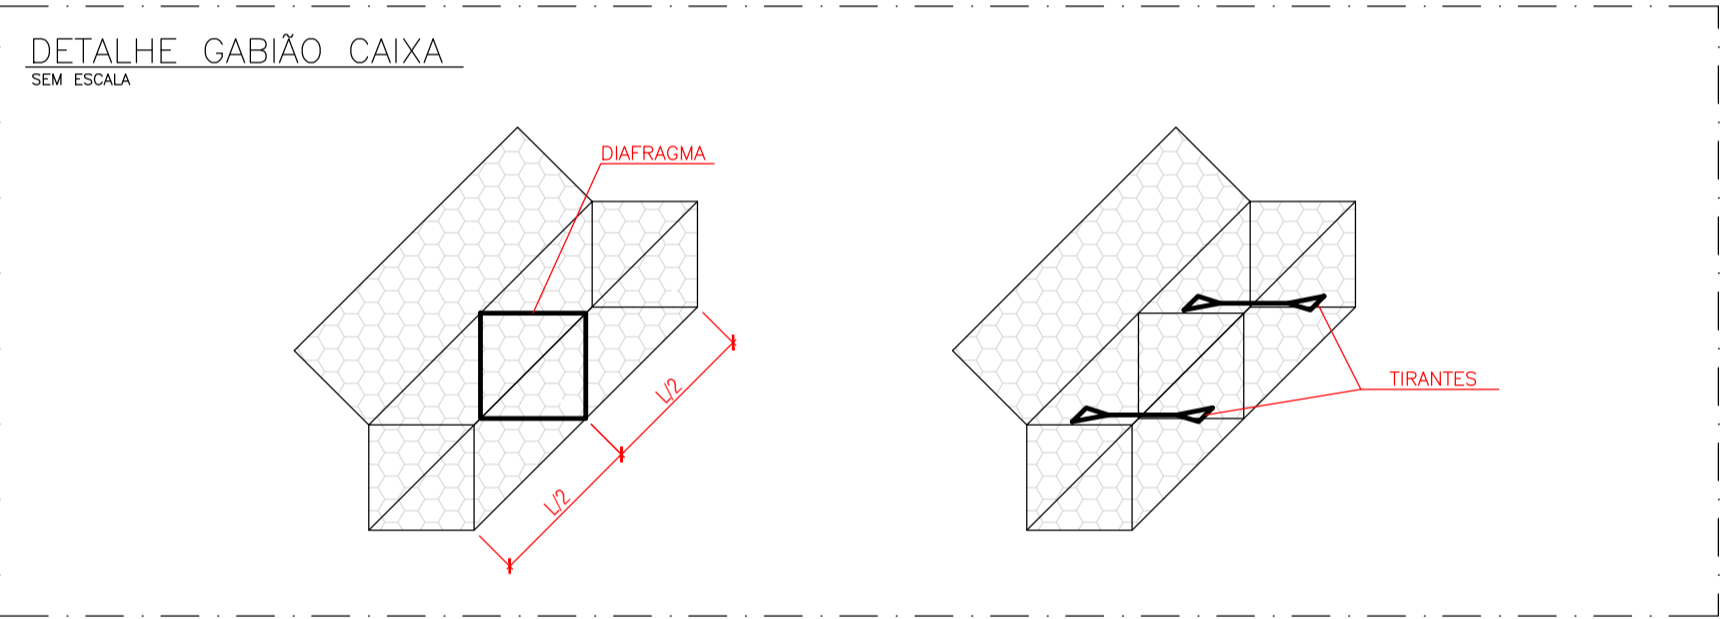 DETALHE GABIÃO CAIXA
SEM ESCALA
DIAFRAGMA
L/2
L/2
TIRANTES